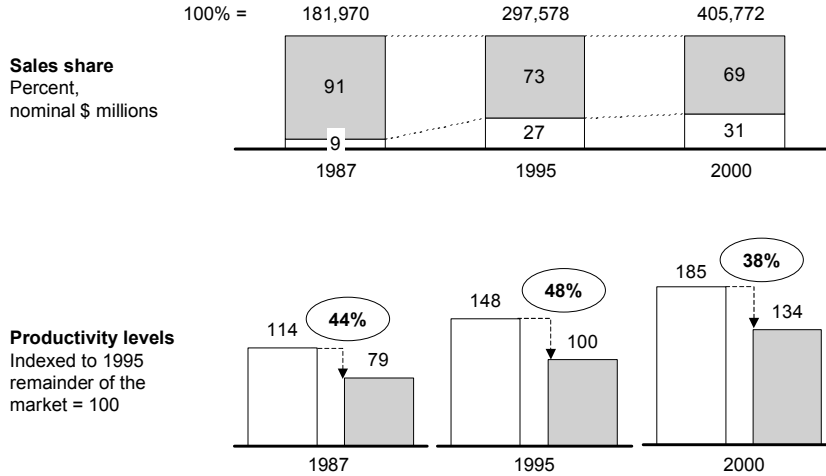 100% = 181,970 297,578 405,772
Sales share
Percent,
nominal $ millions
91 73 69
9 27 31
1987 1995 2000
44% 48% 38%
114 79 148 100 185 134
Productivity levels
Indexed to 1995
remainder of the
market = 100
1987 1995 2000